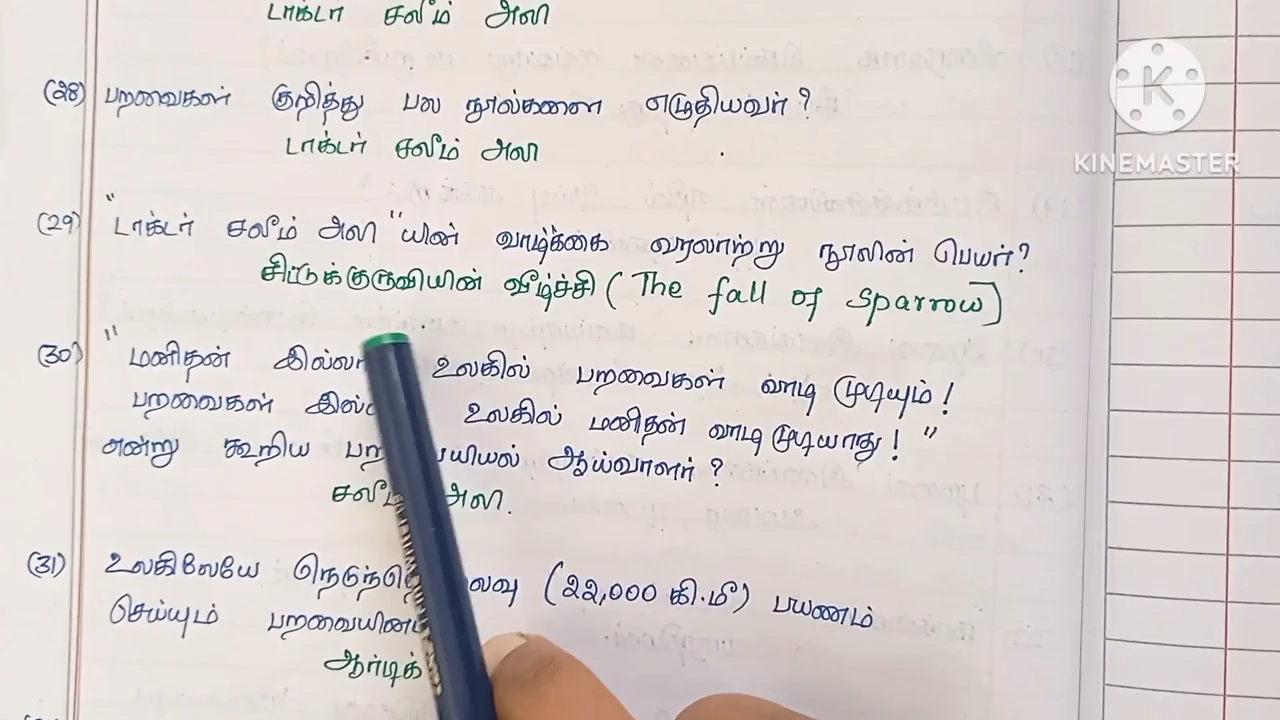 டாக்டர் சலீம் அலி
(28) பறவைகள் குறித்து பல நூல்களை எழுதியவர்?
டாக்டர் சலீம் அலி
(29) "டாக்டர் சலீம் அலி"யின் வாழ்க்கை வரலாற்று நூலின் பெயர்?
சிட்டுக்குருவியின் வீழ்ச்சி (The fall of Sparrow)
(30) "மனிதன் உலகில் பறவைகள் வாழ முடியும்!
பறவைகள் உலகில் மனிதன் வாழ முடியாது!"
என்று கூறிய ஆய்வாளர்?
சலீம் அலி.
(31) உலகிலேயே (22,000 கி.மீ) பயணம்
செய்யும்
ஆர்டிக்
K
KINEMASTER